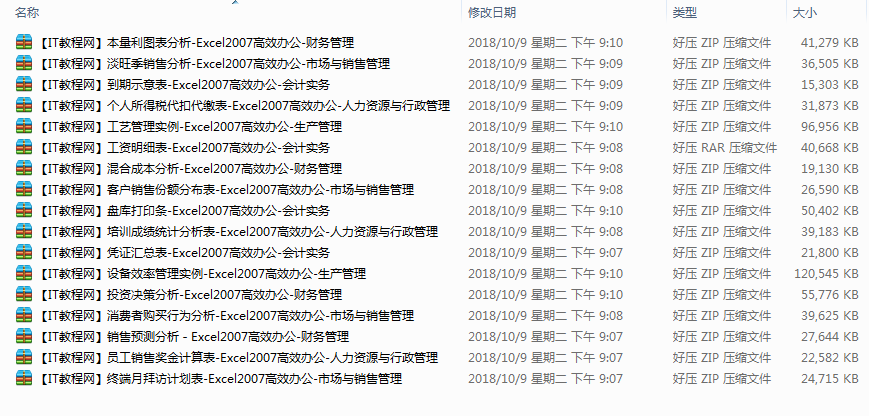 名称 修改日期 类型 大小
【IT教程网】本量利图表分析-Excel2007高效办公-财务管理 2018/10/9 星期二 下午 9:10 好压 ZIP 压缩文件 41,279 KB
【IT教程网】淡旺季销售分析-Excel2007高效办公-市场与销售管理 2018/10/9 星期二 下午 9:09 好压 ZIP 压缩文件 36,505 KB
【IT教程网】到期示意表-Excel2007高效办公-会计实务 2018/10/9 星期二 下午 9:09 好压 ZIP 压缩文件 15,303 KB
【IT教程网】个人所得税代扣代缴表-Excel2007高效办公-人力资源与行政管理 2018/10/9 星期二 下午 9:09 好压 ZIP 压缩文件 31,873 KB
【IT教程网】工艺管理实例-Excel2007高效办公-生产管理 2018/10/9 星期二 下午 9:10 好压 ZIP 压缩文件 96,956 KB
【IT教程网】工资明细表-Excel2007高效办公-会计实务 2018/10/9 星期二 下午 9:08 好压 RAR 压缩文件 40,668 KB
【IT教程网】混合成本分析-Excel2007高效办公-财务管理 2018/10/9 星期二 下午 9:08 好压 ZIP 压缩文件 19,130 KB
【IT教程网】客户销售份额分布表-Excel2007高效办公-市场与销售管理 2018/10/9 星期二 下午 9:08 好压 ZIP 压缩文件 26,590 KB
【IT教程网】盘库打印条-Excel2007高效办公-会计实务 2018/10/9 星期二 下午 9:10 好压 ZIP 压缩文件 50,402 KB
【IT教程网】培训成绩统计分析表-Excel2007高效办公-人力资源与行政管理 2018/10/9 星期二 下午 9:08 好压 ZIP 压缩文件 39,183 KB
【IT教程网】凭证汇总表-Excel2007高效办公-会计实务 2018/10/9 星期二 下午 9:07 好压 ZIP 压缩文件 21,800 KB
【IT教程网】设备效率管理实例-Excel2007高效办公-生产管理 2018/10/9 星期二 下午 9:10 好压 ZIP 压缩文件 120,545 KB
【IT教程网】投资决策分析-Excel2007高效办公-财务管理 2018/10/9 星期二 下午 9:10 好压 ZIP 压缩文件 55,776 KB
【IT教程网】消费者购买行为分析-Excel2007高效办公-市场与销售管理 2018/10/9 星期二 下午 9:08 好压 ZIP 压缩文件 39,625 KB
【IT教程网】销售预测分析 - Excel2007高效办公-财务管理 2018/10/9 星期二 下午 9:07 好压 ZIP 压缩文件 27,644 KB
【IT教程网】员工销售奖金计算表-Excel2007高效办公-人力资源与行政管理 2018/10/9 星期二 下午 9:07 好压 ZIP 压缩文件 22,582 KB
【IT教程网】终端月拜访计划表-Excel2007高效办公-市场与销售管理 2018/10/9 星期二 下午 9:07 好压 ZIP 压缩文件 24,715 KB